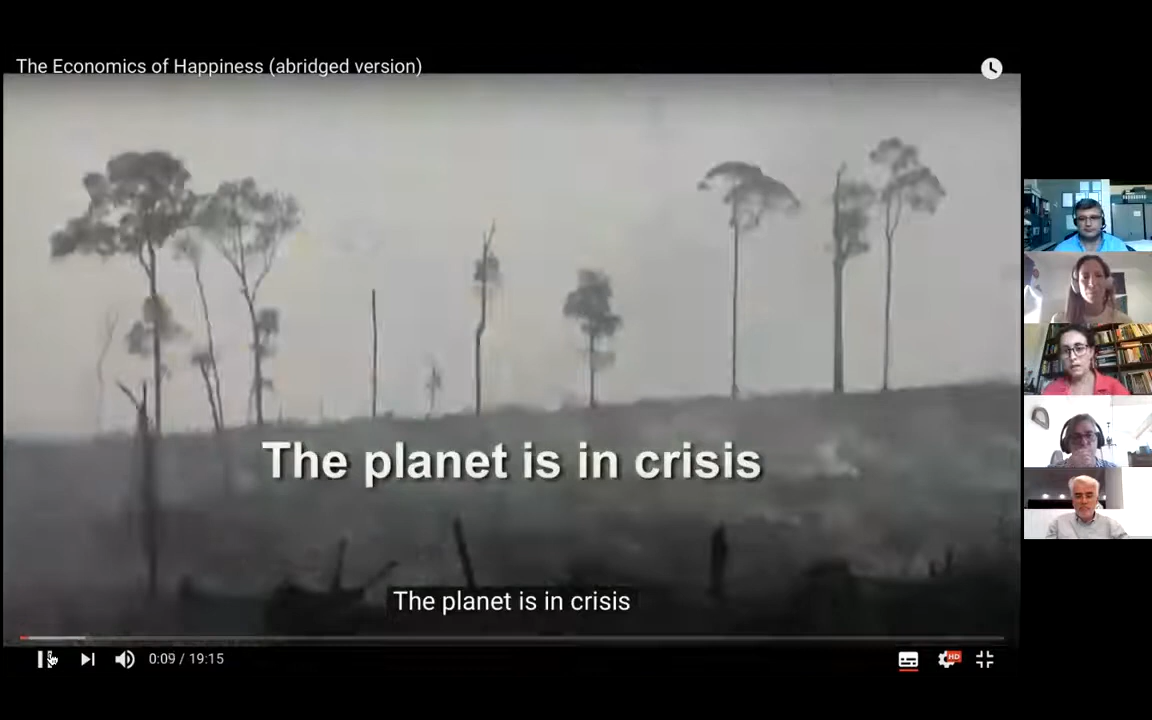 The Economics of Happiness (abridged version)
The planet is in crisis
The planet is in crisis
0:09 / 19:15
HD